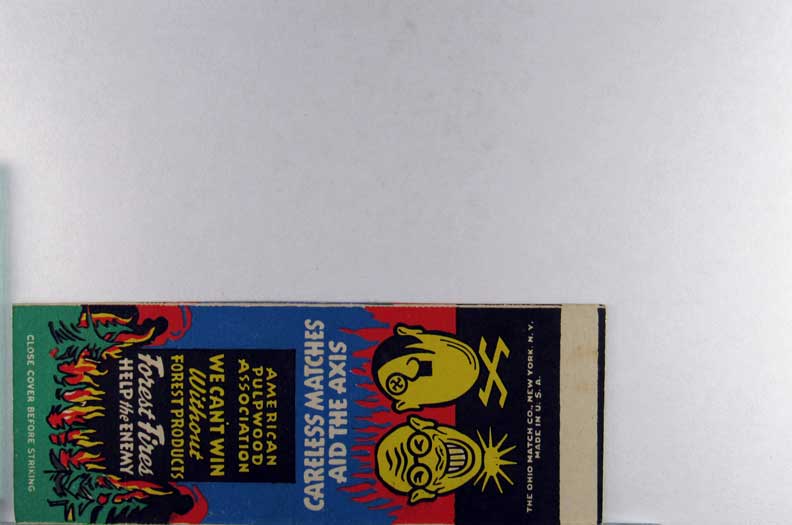 THE OHIO MATCH CO., NEW YORK, N.Y.
MADE IN U.S.A.
CARELESS MATCHES
AID THE AXIS
AMERICAN
PULPWOOD
ASSOCIATION
WE CAN'T WIN
Without
FOREST PRODUCTS
Forest Fires
HELP the ENEMY
CLOSE COVER BEFORE STRIKING